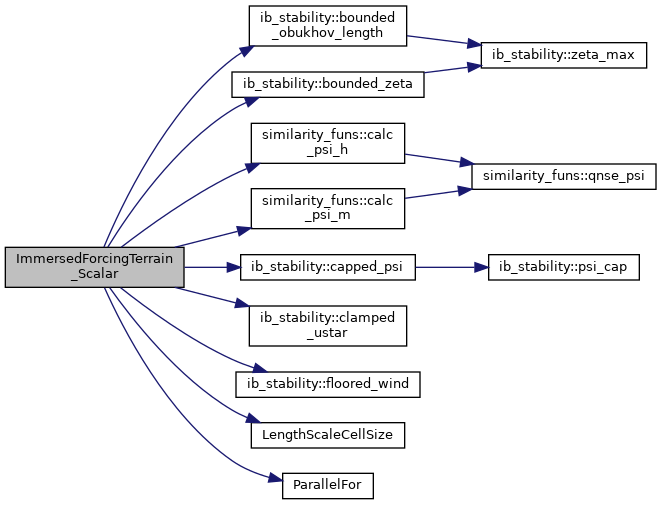 ib_stability::bounded
_obukhov_length
ib_stability::zeta_max
ib_stability::bounded_zeta
similarity_funs::calc
_psi_h
similarity_funs::qnse_psi
similarity_funs::calc
_psi_m
ImmersedForcingTerrain
_Scalar
ib_stability::capped_psi
ib_stability::psi_cap
ib_stability::clamped
_ustar
ib_stability::floored_wind
LengthScaleCellSize
ParallelFor